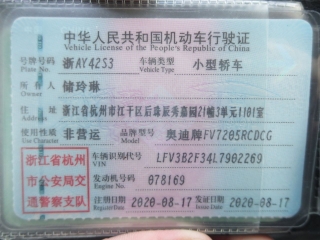 中华人民共和国机动车行驶证
Vehicle License of the People's Republic of China
号牌号码 浙AY42S3 车辆类型 小型轿车
Plate No. Vehicle Type
所有人 储玲琳
Owner
住址 浙江省杭州市江干区后珠辰秀嘉园21幢3单元1101室
Address
使用性质 非营运 品牌型号 奥迪牌FV7205RCDCG
Use Character Model
浙江省杭州 车辆识别代号 LFV3B2F34L7902269
VIN
市公安局交 发动机号码 078169
Engine No.
通警察支队 注册日期 2020-08-17 发证日期 2020-08-17
Register Date Issue Date